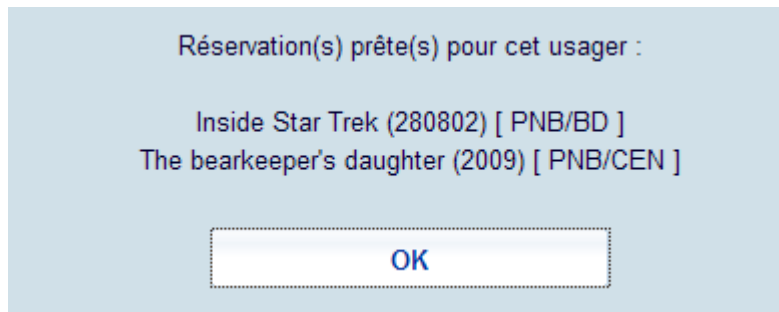 Réservation(s) prête(s) pour cet usager :
Inside Star Trek (280802) [ PNB/BD ]
The bearkeeper's daughter (2009) [ PNB/CEN ]
OK